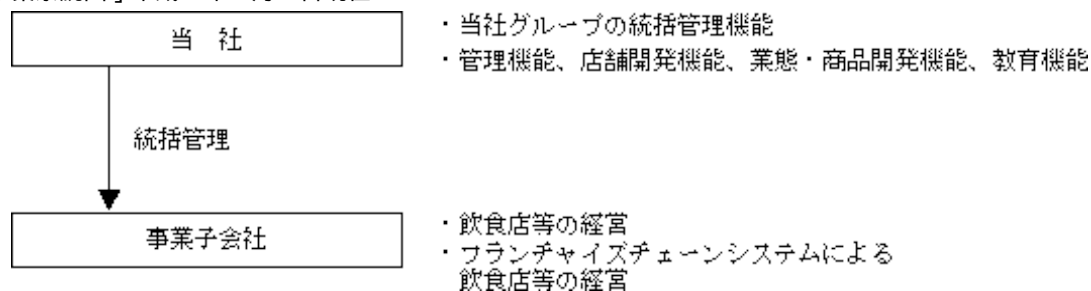 当　社
・当社グループの統括管理機能
・管理機能、店舗開発機能、業態・商品開発機能、教育機能
統括管理
事業子会社
・飲食店等の経営
・フランチャイズチェーンシステムによる
飲食店等の経営